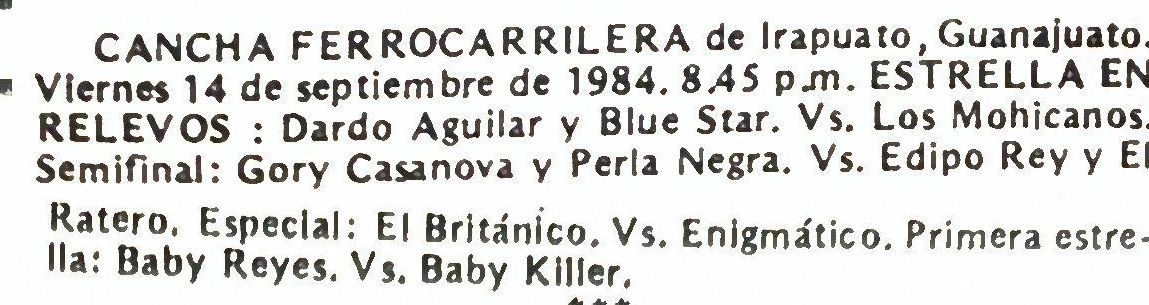 CANCHA FERROCARRILERA de Irapuato, Guanajuato.
Viernes 14 de septiembre de 1984. 8.45 p.m. ESTRELLA EN
RELEVOS : Dardo Aguilar y Blue Star. Vs. Los Mohicanos.
Semifinal: Gory Casanova y Perla Negra. Vs. Edipo Rey y El
Ratero. Especial: El Británico. Vs. Enigmático. Primera estre-
lla: Baby Reyes. Vs. Baby Killer.
***